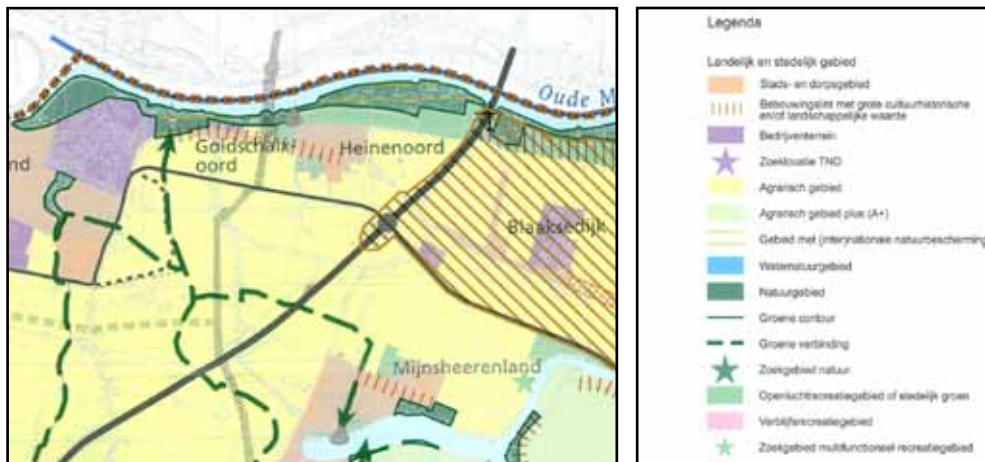 Oude M
Goidschalx-
oord
Heinenoord
nd
Blaaksedijk
Mijnsheerenland
Legenda
Landelijk en stedelijk gebied
Stads- en dorpsgebied
Bebouwingslint met grote cultuurhistorische
en/of landschappelijke waarde
Bedrijventerrein
Zoeklocatie TNO
Agrarisch gebied
Agrarisch gebied plus (A+)
Gebied met (inter)nationale natuurbescherming
Waternatuurgebied
Natuurgebied
Groene contour
Groene verbinding
Zoekgebied natuur
Openluchtrecreatiegebied of stedelijk groen
Verblijfsrecreatiegebied
Zoekgebied multifunctioneel recreatiegebied